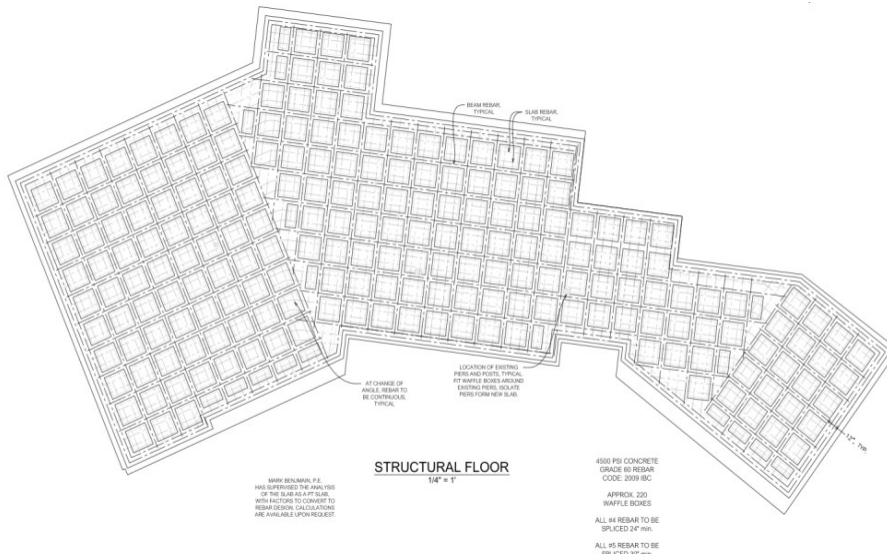 BEAM REBAR,
TYPICAL
SLAB REBAR,
TYPICAL
AT CHANGE OF
ANGLE, REBAR TO
BE CONTINUOUS,
TYPICAL
LOCATION OF EXISTING
PIERS AND POSTS, TYPICAL
FIT WAFFLE BOXES AROUND
EXISTING PIERS, ISOLATE
PIERS FORM NEW SLAB.
12", TYP.
STRUCTURAL FLOOR
1/4" = 1'
MARK BENJMAIN, P.E.
HAS SUPERVISED THE ANALYSIS
OF THE SLAB AS A PT SLAB,
WITH FACTORS TO CONVERT TO
REBAR DESIGN. CALCULATIONS
ARE AVAILABLE UPON REQUEST.
4500 PSI CONCRETE
GRADE 60 REBAR
CODE: 2009 IBC
APPROX. 220
WAFFLE BOXES
ALL #4 REBAR TO BE
SPLICED 24" min.
ALL #5 REBAR TO BE
SPLICED 30" min.